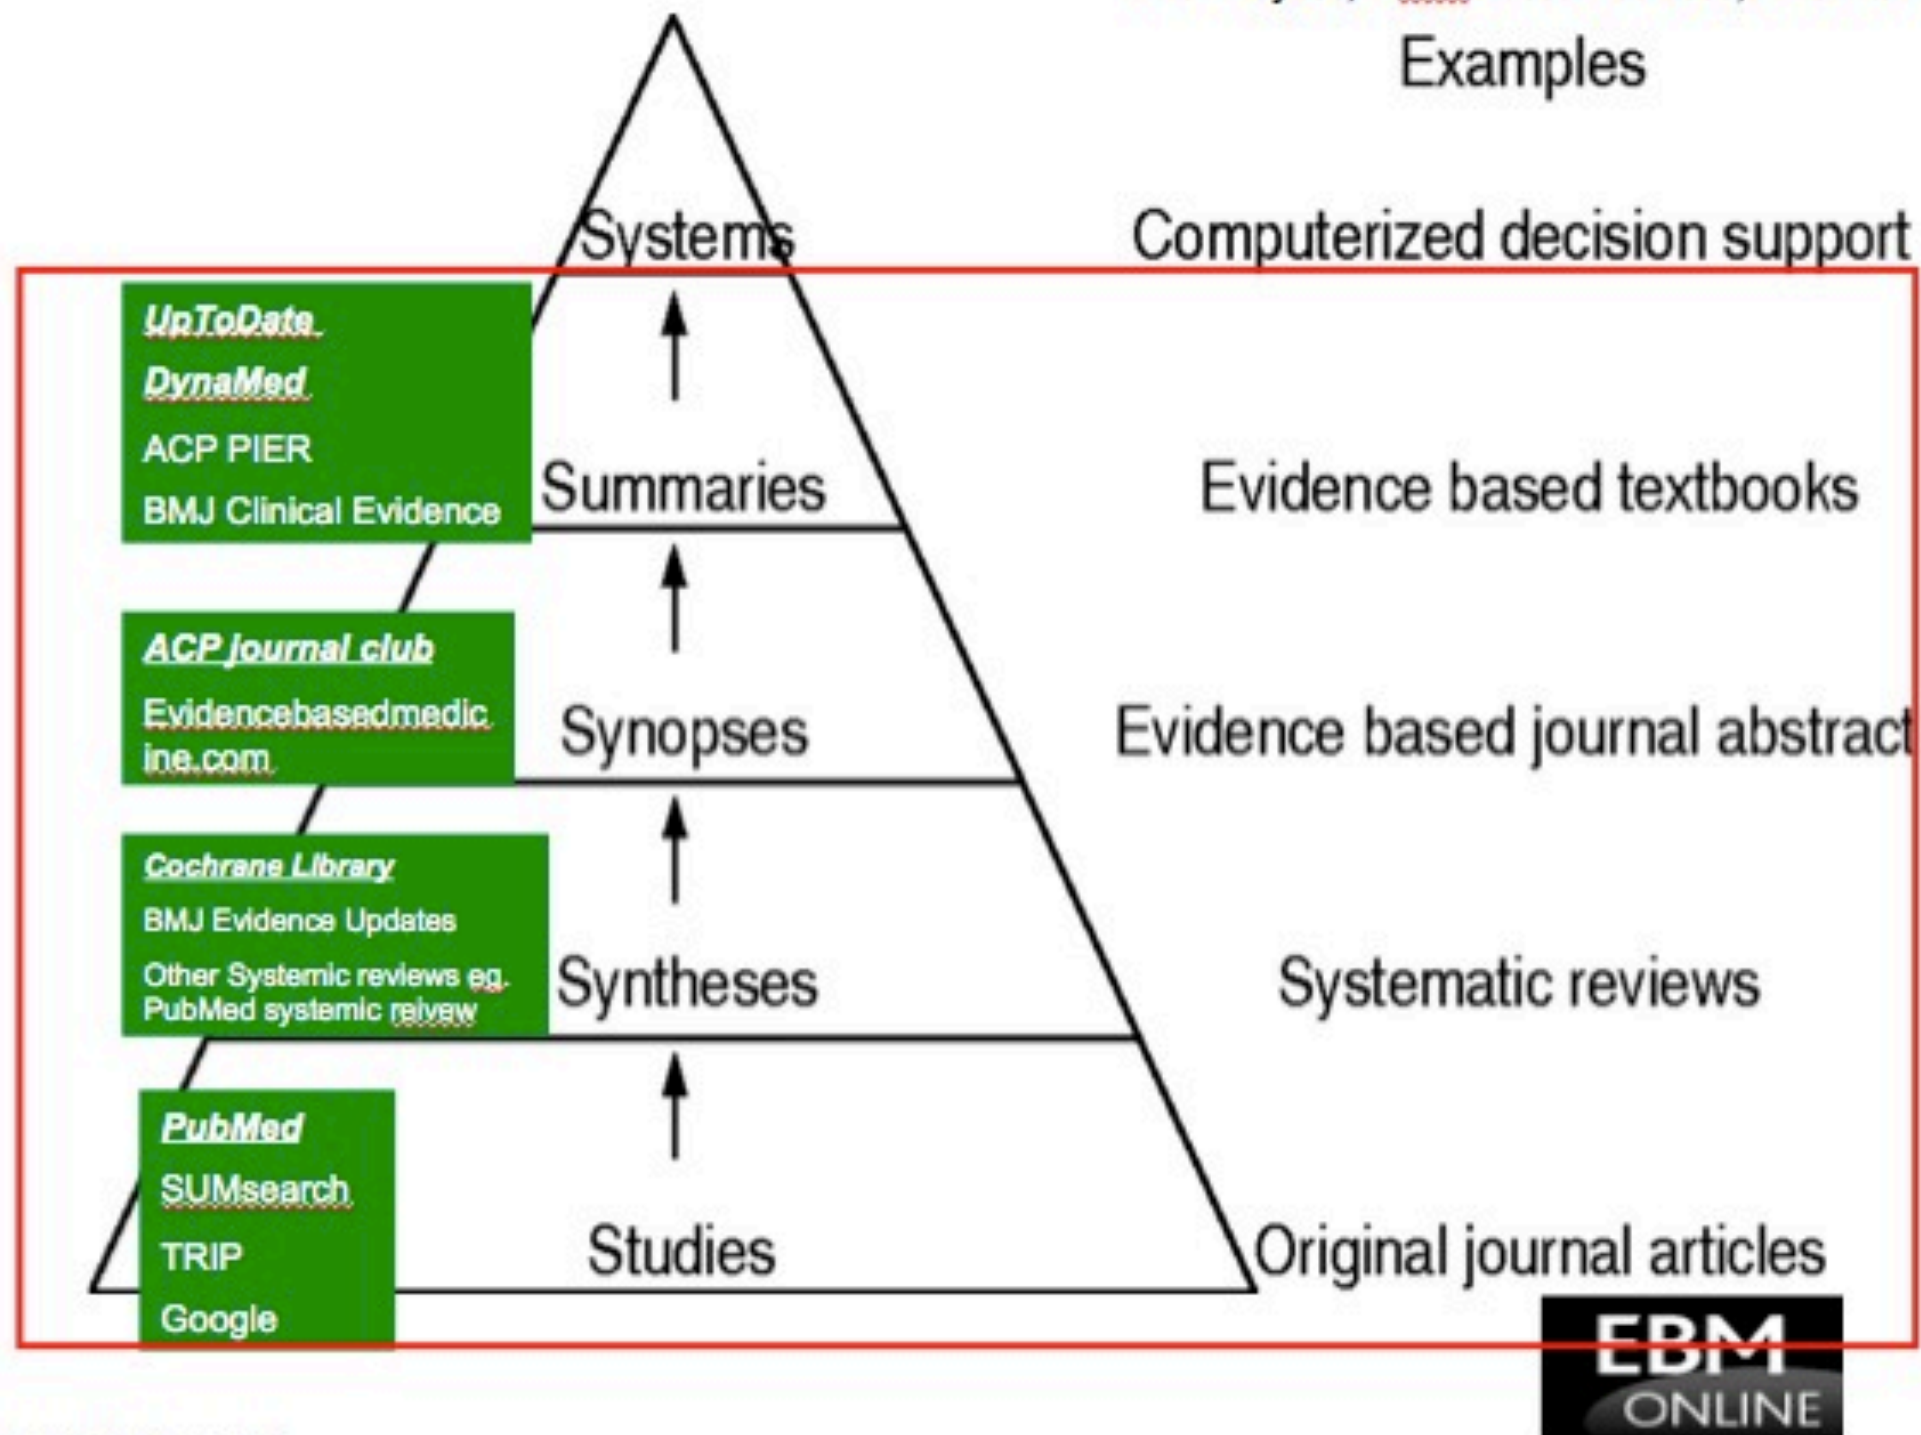 Examples
Systems
Computerized decision support
UpToDate
DynaMed
ACP PIER
BMJ Clinical Evidence
Summaries
Evidence based textbooks
ACP journal club
Evidencebasedmedic
ine.com
Synopses
Evidence based journal abstract
Cochrane Library
BMJ Evidence Updates
Other Systemic reviews eg.
PubMed systemic reivew
Syntheses
Systematic reviews
PubMed
SUMsearch
TRIP
Google
Studies
Original journal articles
EBM
ONLINE